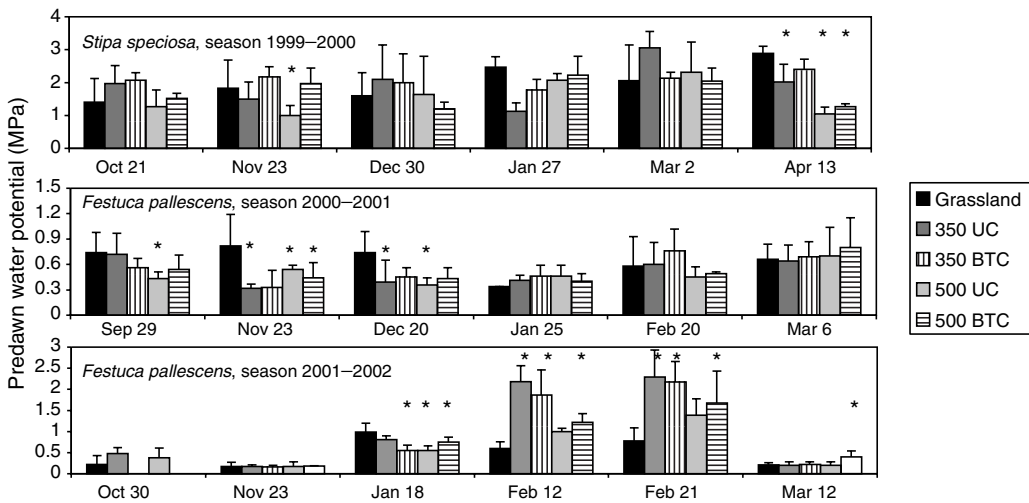 Predawn water potential (MPa)
4
3
2
1
0
Stipa speciosa, season 1999–2000
* * * *
Oct 21 Nov 23 Dec 30 Jan 27 Mar 2 Apr 13
1.5
1.2
0.9
0.6
0.3
0
Festuca pallescens, season 2000–2001
* * * * * *
Sep 29 Nov 23 Dec 20 Jan 25 Feb 20 Mar 6
3
2.5
2
1.5
1
0.5
0
Festuca pallescens, season 2001–2002
* * * * * * * * * *
Oct 30 Nov 23 Jan 18 Feb 12 Feb 21 Mar 12
Grassland
350 UC
350 BTC
500 UC
500 BTC